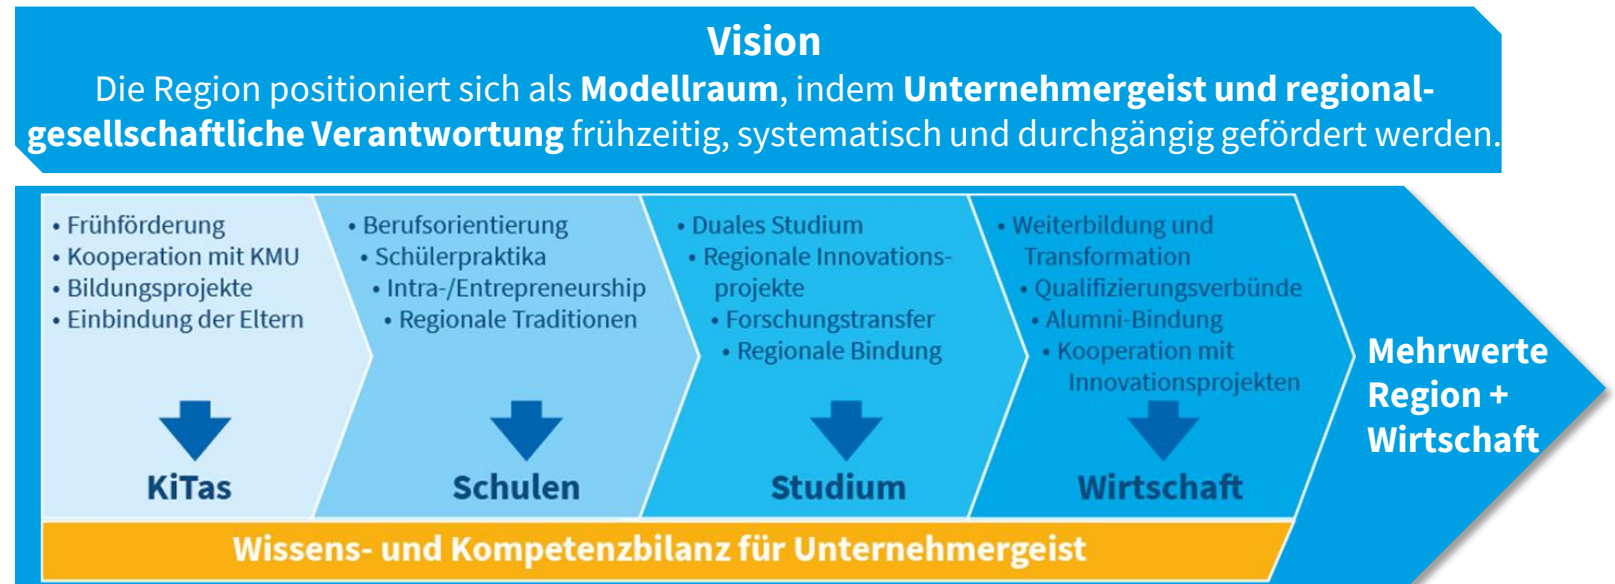 Vision
Die Region positioniert sich als Modellraum, indem Unternehmergeist und regional-
gesellschaftliche Verantwortung frühzeitig, systematisch und durchgängig gefördert werden.
• Frühförderung
• Kooperation mit KMU
• Bildungsprojekte
• Einbindung der Eltern
KiTas
• Berufsorientierung
• Schülerpraktika
• Intra-/Entrepreneurship
• Regionale Traditionen
Schulen
• Duales Studium
• Regionale Innovations-
projekte
• Forschungstransfer
• Regionale Bindung
Studium
• Weiterbildung und
Transformation
• Qualifizierungsverbünde
• Alumni-Bindung
• Kooperation mit
Innovationsprojekten
Wirtschaft
Mehrwerte
Region +
Wirtschaft
Wissens- und Kompetenzbilanz für Unternehmergeist